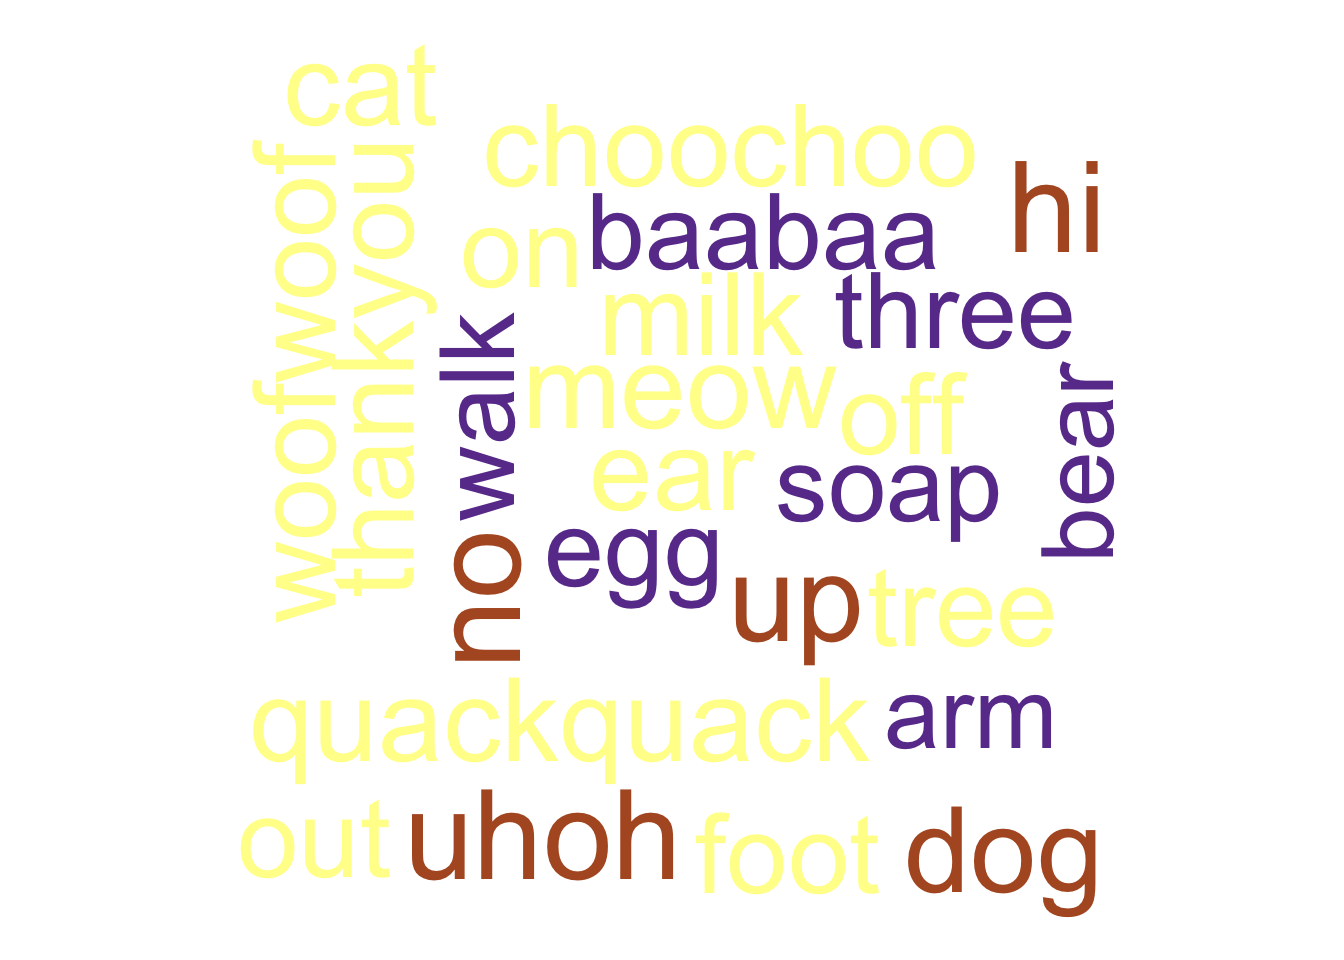 cat
choochoo
hi
woofwoof
thankyou
on
baabaa
milk
three
walk
meow
off
bear
ear
soap
no
egg
up
tree
quackquack
arm
out
uhoh
foot
dog